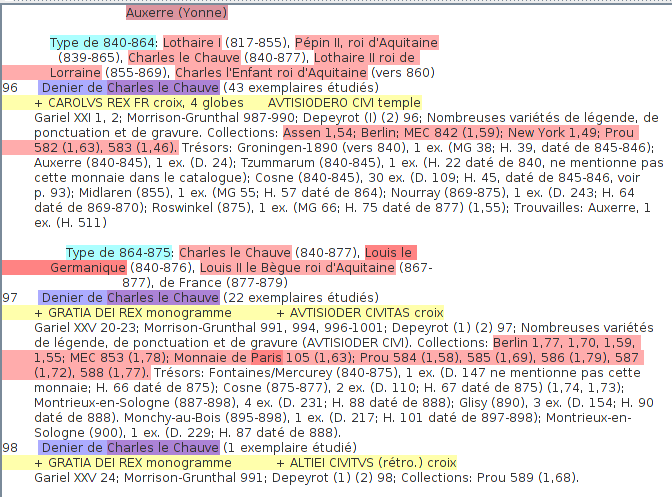 Auxerre (Yonne)
Type de 840-864: Lothaire I (817-855), Pépin II, roi d'Aquitaine
(839-865), Charles le Chauve (840-877), Lothaire II roi de
Lorraine (855-869), Charles l'Enfant roi d'Aquitaine (vers 860)
96 Denier de Charles le Chauve (43 exemplaires étudiés)
+ CAROLVS REX FR croix, 4 globes AVTISIODERO CIVI temple
Gariel XXI 1, 2; Morrison-Grunthal 987-990; Depeyrot (I) (2) 96; Nombreuses variétés de légende, de
ponctuation et de gravure. Collections: Assen 1,54; Berlin; MEC 842 (1,59); New York 1,49; Prou
582 (1,63), 583 (1,46). Trésors: Groningen-1890 (vers 840), 1 ex. (MG 38; H. 39, daté de 845-846);
Auxerre (840-845), 1 ex. (D. 24); Tzummarum (840-845), 1 ex. (H. 22 daté de 840, ne mentionne pas
cette monnaie dans le catalogue); Cosne (840-845), 30 ex. (D. 109; H. 45, daté de 845-846, voir
p. 93); Midlaren (855), 1 ex. (MG 55; H. 57 daté de 864); Nourray (869-875), 1 ex. (D. 243; H. 64
daté de 869-870); Roswinkel (875), 1 ex. (MG 66; H. 75 daté de 877) (1,55); Trouvailles: Auxerre, 1
ex. (H. 511)
Type de 864-875: Charles le Chauve (840-877), Louis le
Germanique (840-876), Louis II le Bègue roi d'Aquitaine (867-
877), de France (877-879)
97 Denier de Charles le Chauve (22 exemplaires étudiés)
+ GRATIA DEI REX monogramme + AVTISIODER CIVITAS croix
Gariel XXV 20-23; Morrison-Grunthal 991, 994, 996-1001; Depeyrot (1) (2) 97; Nombreuses variétés
de légende, de ponctuation et de gravure (AVTISIODER CIVI). Collections: Berlin 1,77, 1,70, 1,59,
1,55; MEC 853 (1,78); Monnaie de Paris 105 (1,63); Prou 584 (1,58), 585 (1,69), 586 (1,79), 587
(1,72), 588 (1,77). Trésors: Fontaines/Mercurey (840-875), 1 ex. (D. 147 ne mentionne pas cette
monnaie; H. 66 daté de 875); Cosne (875-877), 2 ex. (D. 110; H. 67 daté de 875) (1,74, 1,73);
Montrieux-en-Sologne (887-898), 4 ex. (D. 231; H. 88 daté de 888); Glisy (890), 3 ex. (D. 154; H. 90
daté de 888). Monchy-au-Bois (895-898), 1 ex. (D. 217; H. 101 daté de 897-898); Montrieux-en-
Sologne (900), 1 ex. (D. 229; H. 87 daté de 888).
98 Denier de Charles le Chauve (1 exemplaire étudié)
+ GRATIA DEI REX monogramme + ALTIEI CIVITVS (rétro.) croix
Gariel XXV 24; Morrison-Grunthal 991; Depeyrot (1) (2) 98; Collections: Prou 589 (1,68).